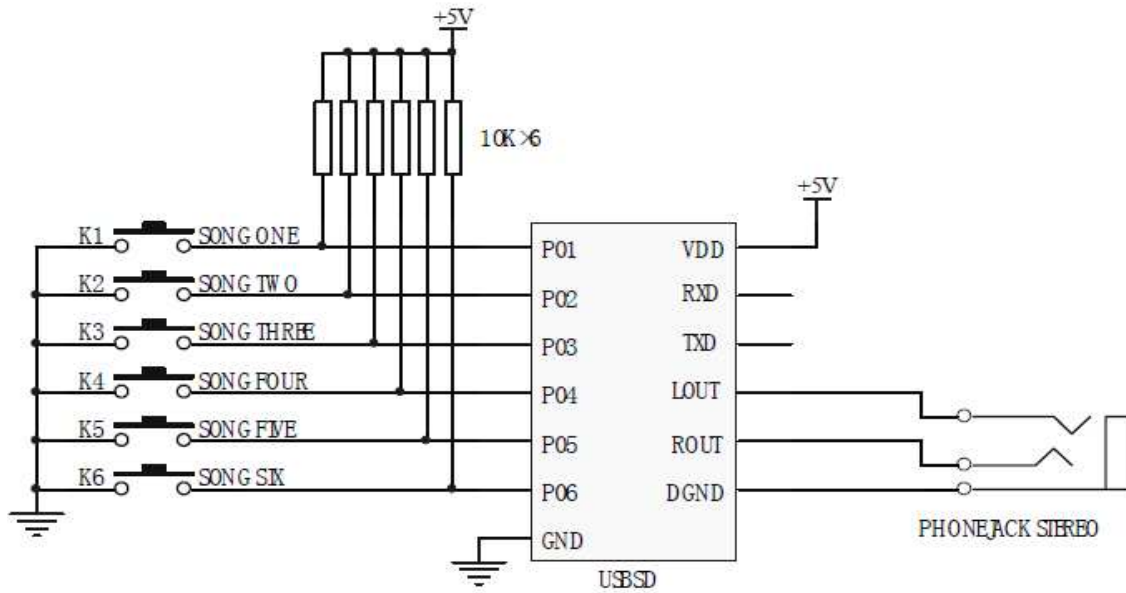 +5V
10K×6
+5V
K1 SONG ONE
K2 SONG TWO
K3 SONG THREE
K4 SONG FOUR
K5 SONG FIVE
K6 SONG SIX
P01 VDD
P02 RXD
P03 TXD
P04 LOUT
P05 ROUT
P06 DGND
GND
USBSD
PHONEJACK STEREO